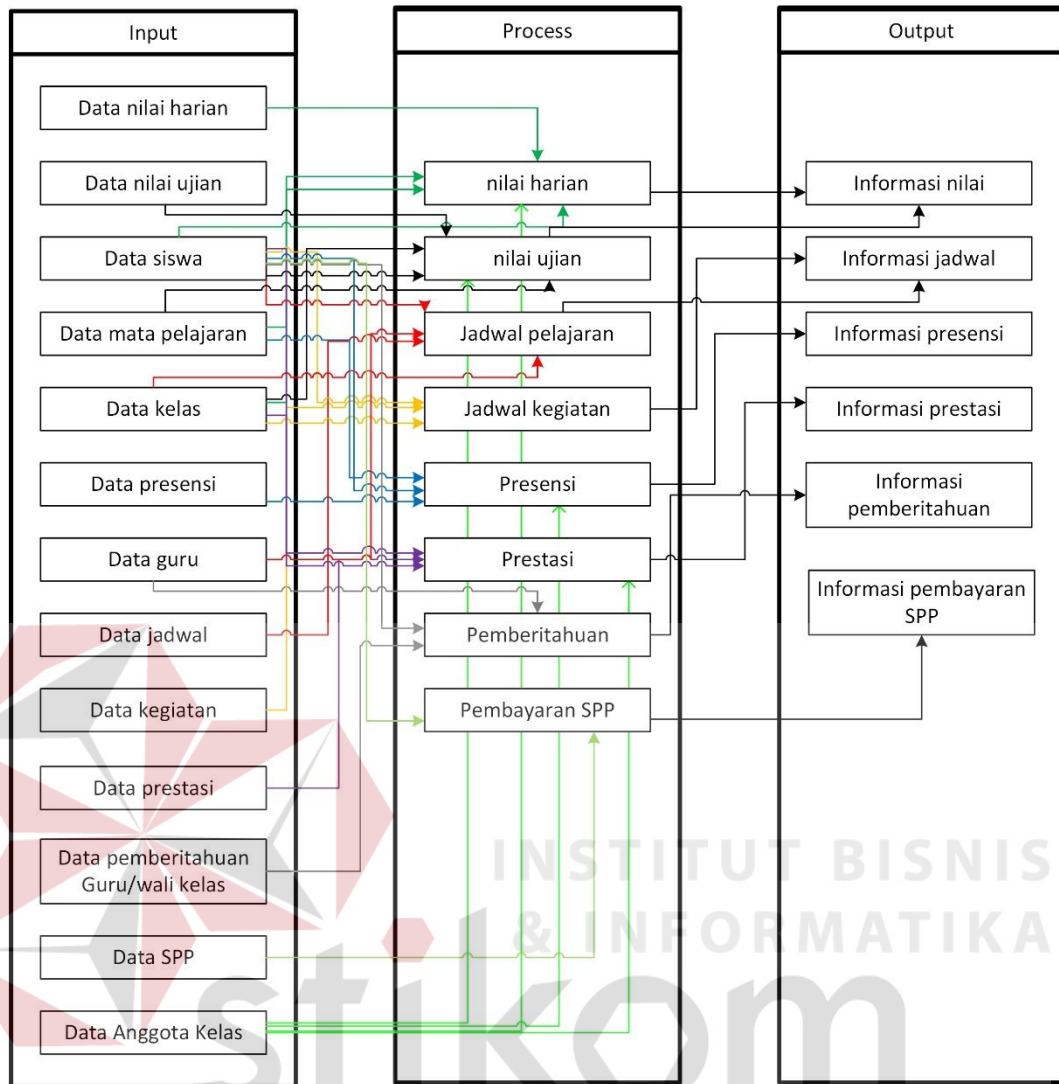 Input
Data nilai harian
Data nilai ujian
Data siswa
Data mata pelajaran
Data kelas
Data presensi
Data guru
Data jadwal
Data kegiatan
Data prestasi
Data pemberitahuan
Guru/wali kelas
Data SPP
Data Anggota Kelas
Process
nilai harian
nilai ujian
Jadwal pelajaran
Jadwal kegiatan
Presensi
Prestasi
Pemberitahuan
Pembayaran SPP
Output
Informasi nilai
Informasi jadwal
Informasi presensi
Informasi prestasi
Informasi
pemberitahuan
Informasi pembayaran
SPP
INSTITUT BISNIS
& INFORMATIKA
stikom